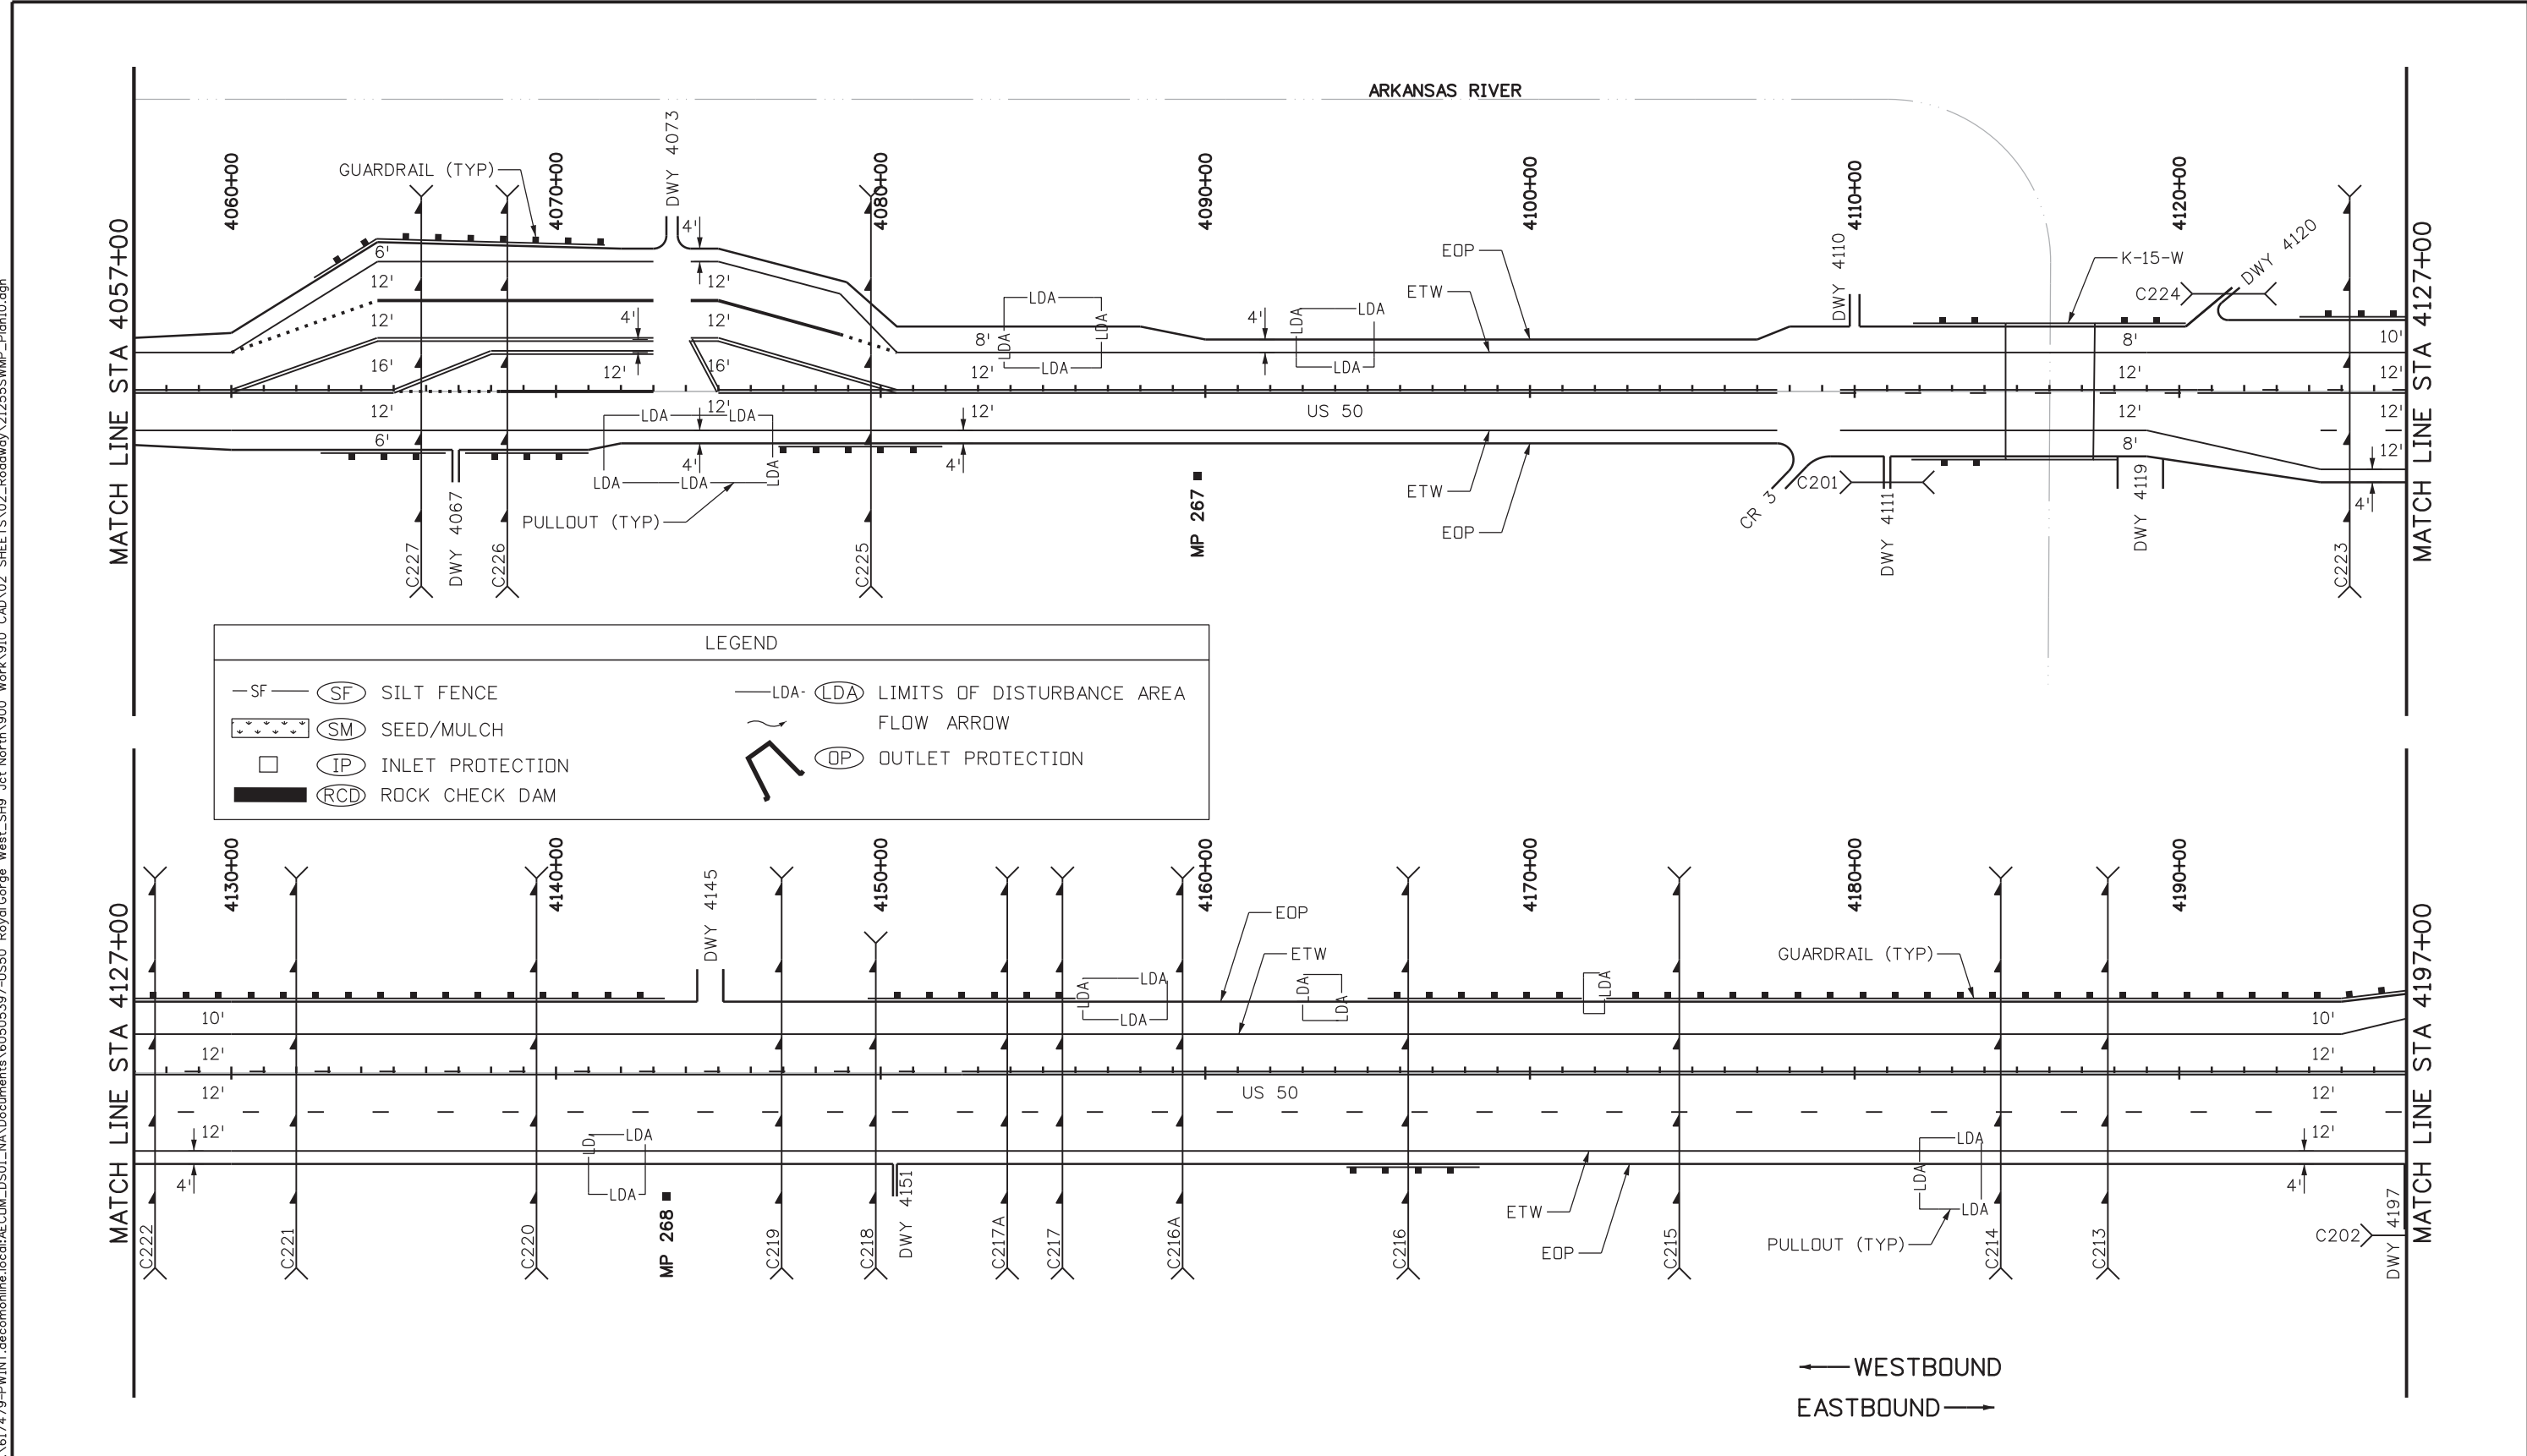 ARKANSAS RIVER
MATCH LINE STA 4057+00
4060+00
GUARDRAIL (TYP)
4070+00
DWY 4073
4'
4080+00
4090+00
4100+00
4110+00
4120+00
DWY 4110
DWY 4120
K-15-W
C224
EOP
ETW
MATCH LINE STA 4127+00
6'
12'
12'
16'
12'
6'
4'
12'
12'
12'
16'
12'
4'
8'
12'
12'
4'
4'
LDA
LDA
LDA
LDA
LDA
LDA
LDA
US 50
8'
12'
12'
8'
10'
12'
12'
12'
4'
LDA
LDA
LDA
LDA
LDA
PULLOUT (TYP)
C227
DWY 4067
C226
C225
MP 267
ETW
EOP
CR 3
C201
DWY 4111
DWY 4119
C223
LEGEND
SF SF SILT FENCE
SM SEED/MULCH
IP INLET PROTECTION
RCD ROCK CHECK DAM
LDA LDA LIMITS OF DISTURBANCE AREA
FLOW ARROW
OP OUTLET PROTECTION
MATCH LINE STA 4127+00
4130+00
4140+00
DWY 4145
4150+00
4160+00
4170+00
4180+00
4190+00
EOP
ETW
GUARDRAIL (TYP)
MATCH LINE STA 4197+00
LDA
LDA
LDA
LDA
LDA
LDA
10'
12'
12'
12'
4'
US 50
10'
12'
12'
12'
4'
LD
LDA
LDA
LDA
LDA
LDA
PULLOUT (TYP)
ETW
EOP
C222
C221
C220
MP 268
C219
C218
DWY 4151
C217A
C217
C216A
C216
C215
C214
C213
C202
DWY 4197
WESTBOUND
EASTBOUND